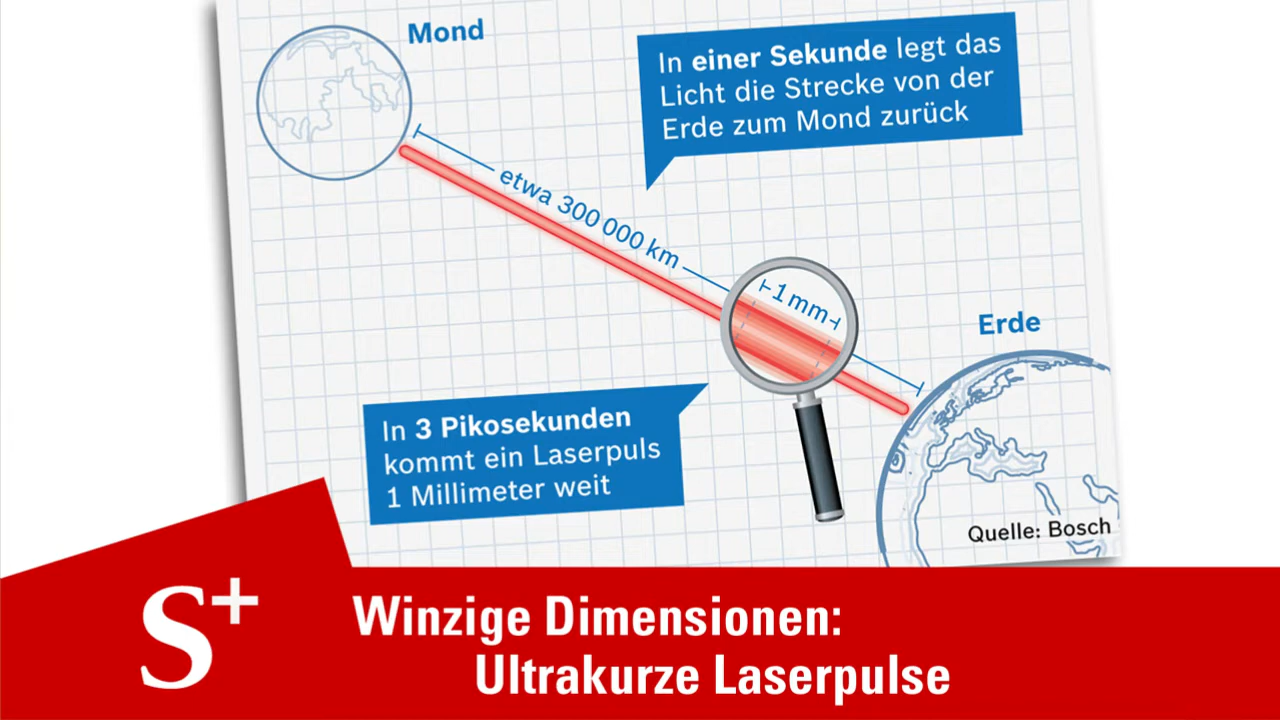 Mond
In einer Sekunde legt das
Licht die Strecke von der
Erde zum Mond zurück
etwa 300 000 km
1 mm
Erde
In 3 Pikosekunden
kommt ein Laserpuls
1 Millimeter weit
Quelle: Bosch
S+
Winzige Dimensionen:
Ultrakurze Laserpulse